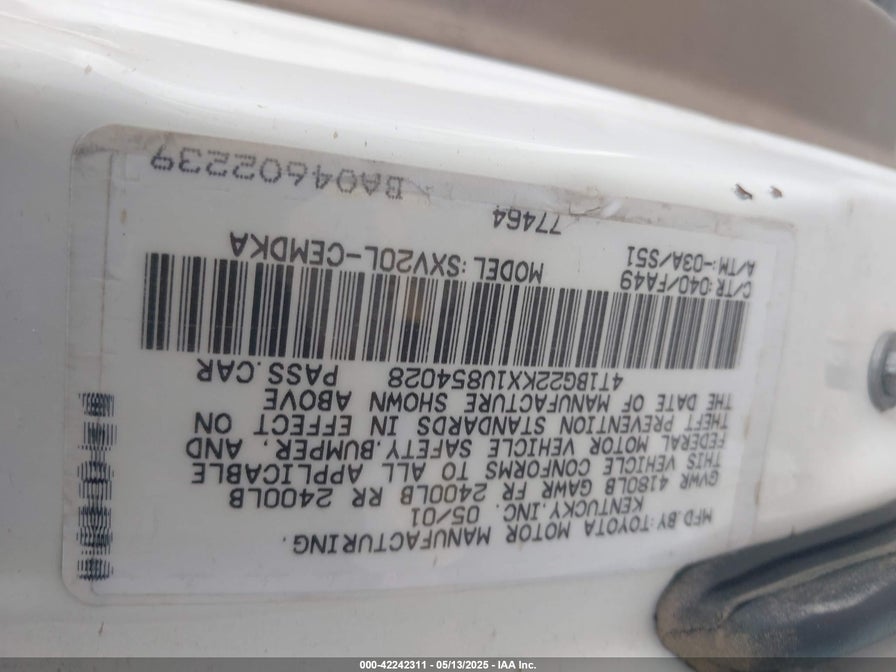 MFD.BY:TOYOTA MOTOR MANUFACTURING.
KENTUCKY.INC. 05/01
GVWR 4180LB GAWR FR 2400LB RR 2400LB
THIS VEHICLE CONFORMS TO ALL APPLICABLE
FEDERAL MOTOR VEHICLE SAFETY.BUMPER. AND
THEFT PREVENTION STANDARDS IN EFFECT ON
THE DATE OF MANUFACTURE SHOWN ABOVE
4T1BG22KX1U854028 PASS.CAR
C/TR:040/FA49 MODEL:SXV20L-CEMDKA
A/TM:-03A/S51
77464
BA04602239
000-42242311 - 05/13/2025 - IAA Inc.